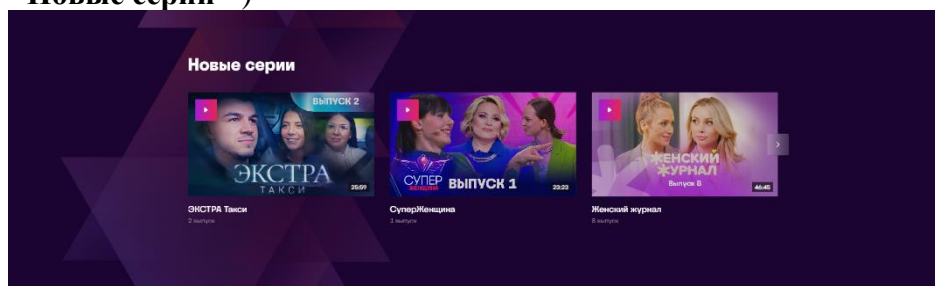 Новые серии
Новые серии
ВЫПУСК 2
ЭКСТРА
ТАКСИ
25:59
СУПЕР
ЖЕНЩИНА
ВЫПУСК 1
23:23
ЖЕНСКИЙ
ЖУРНАЛ
Выпуск 8
46:45
ЭКСТРА Такси
СуперЖенщина
Женский журнал
2 выпуск
1 выпуск
8 выпуск